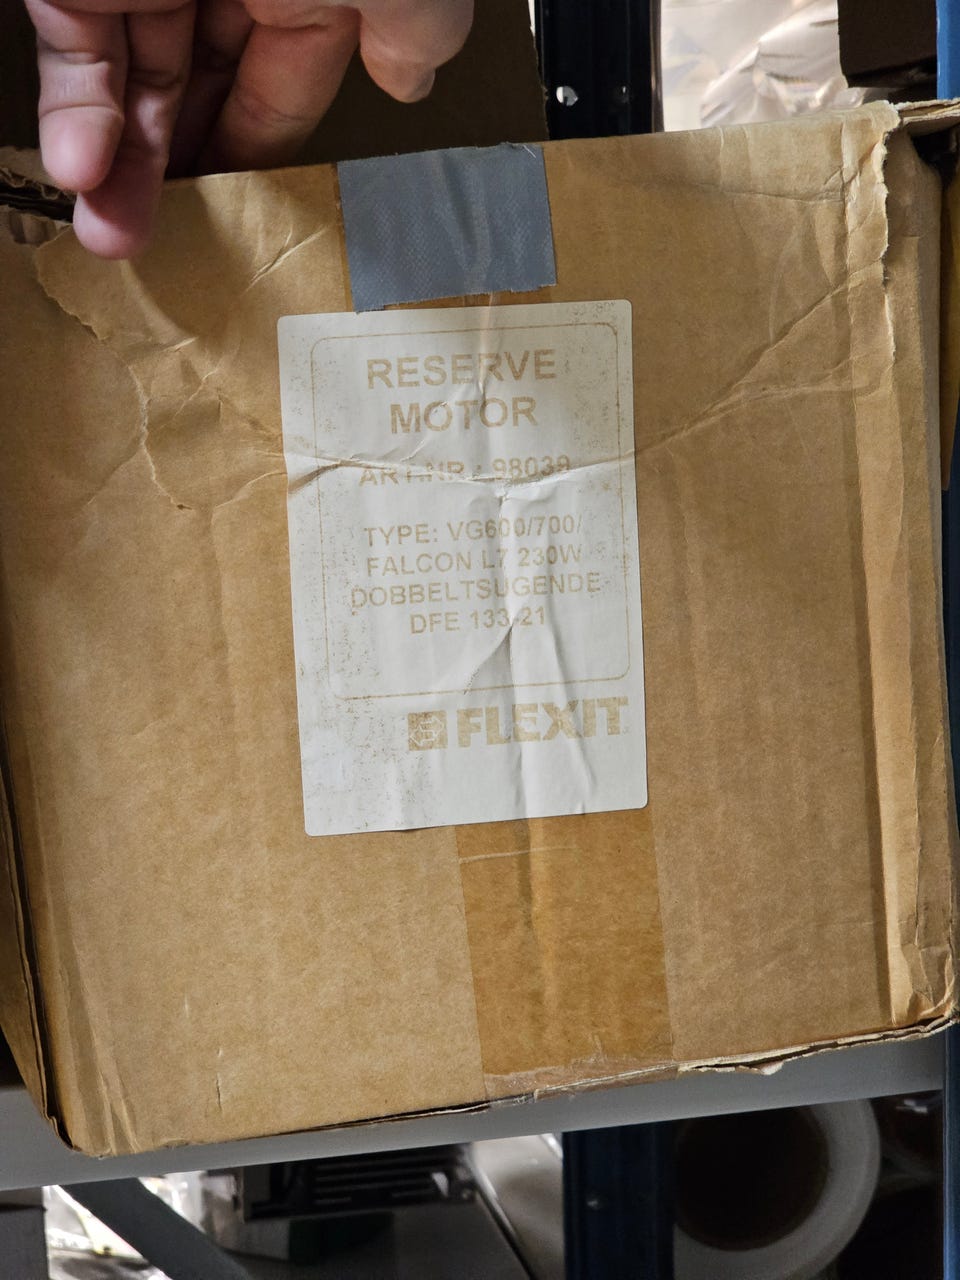 RESERVE
MOTOR
ART.NR.: 98039
TYPE: VG600/700/
FALCON L7 230W
DOBBELTSUGENDE
DFE 133-21
FLEXIT